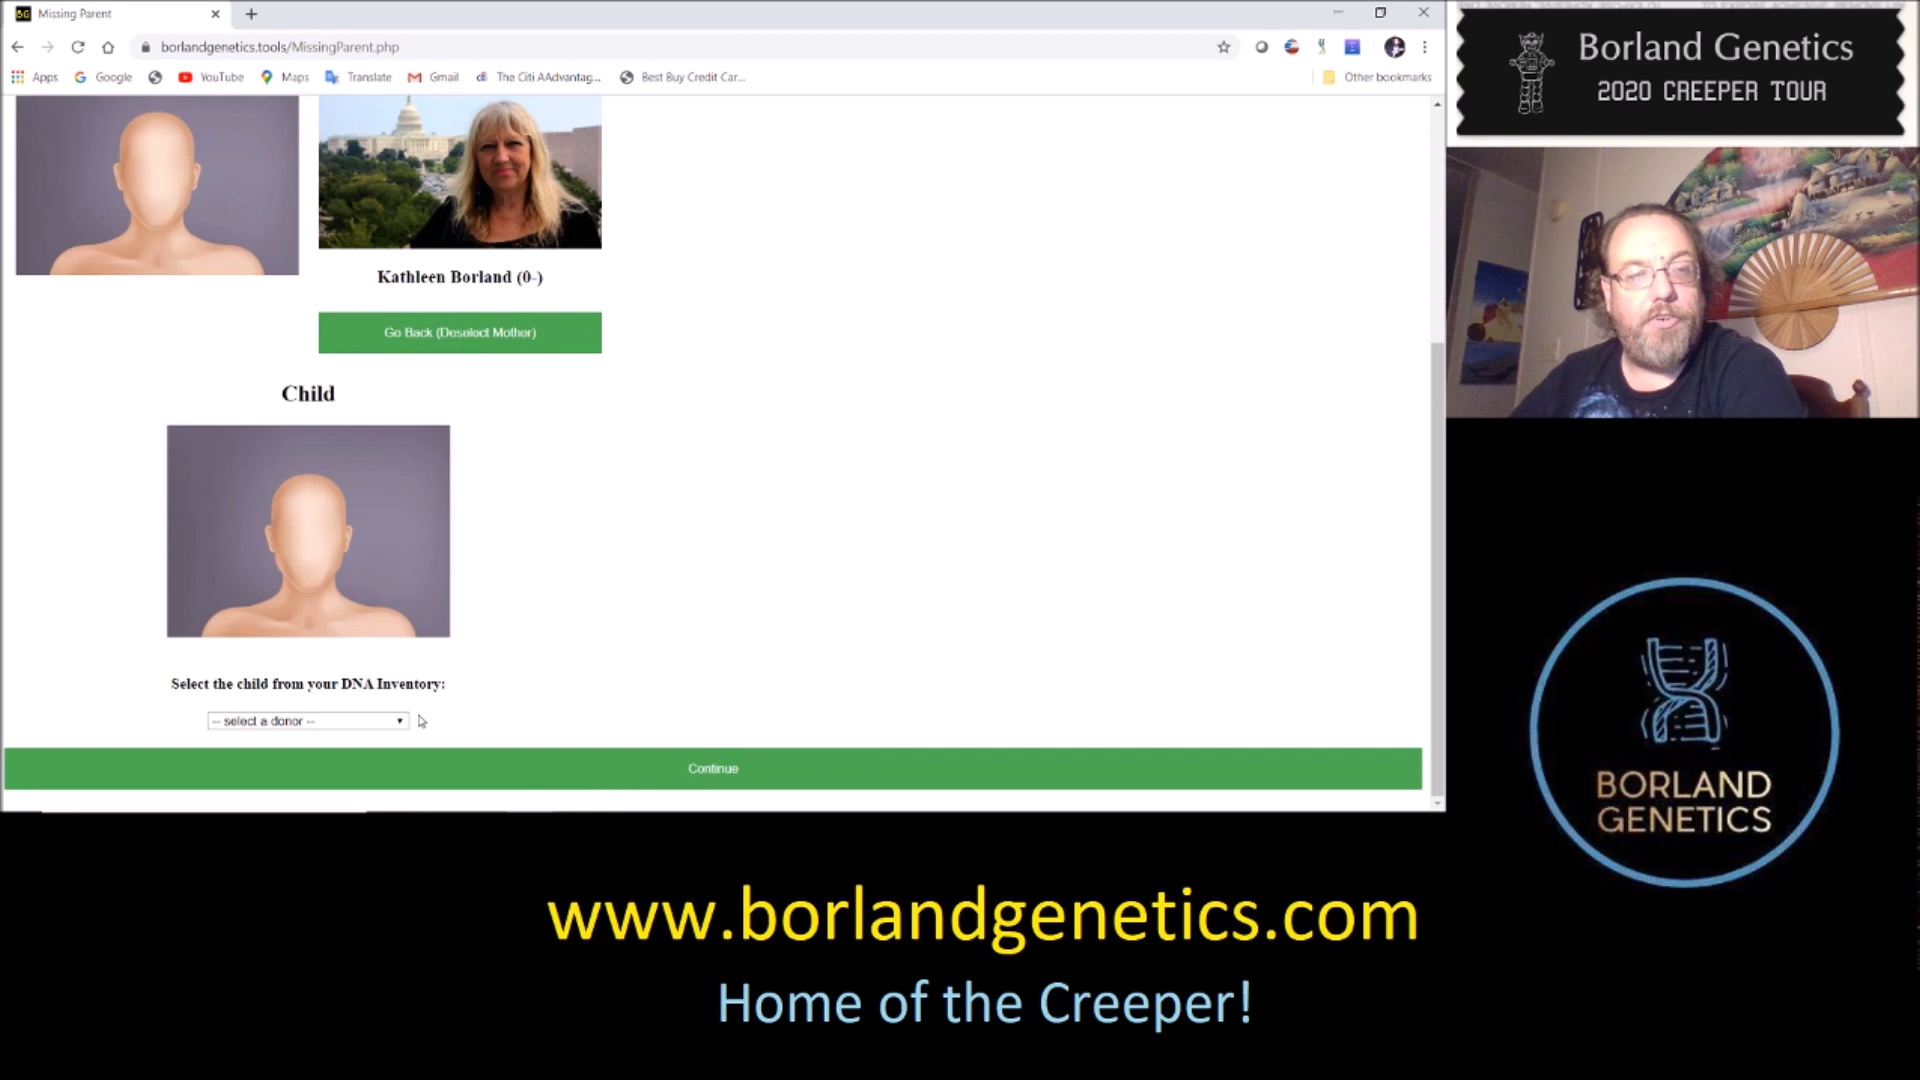 Missing Parent
borlandgenetics.tools/MissingParent.php
Apps
Google
YouTube
Maps
Translate
Gmail
The Citi AAdvantag...
Best Buy Credit Car...
Other bookmarks
Kathleen Borland (0-)
Go Back (Deselect Mother)
Child
Select the child from your DNA Inventory:
-- select a donor --
Continue
Borland Genetics
2020 CREEPER TOUR
BORLAND
GENETICS
www.borlandgenetics.com
Home of the Creeper!